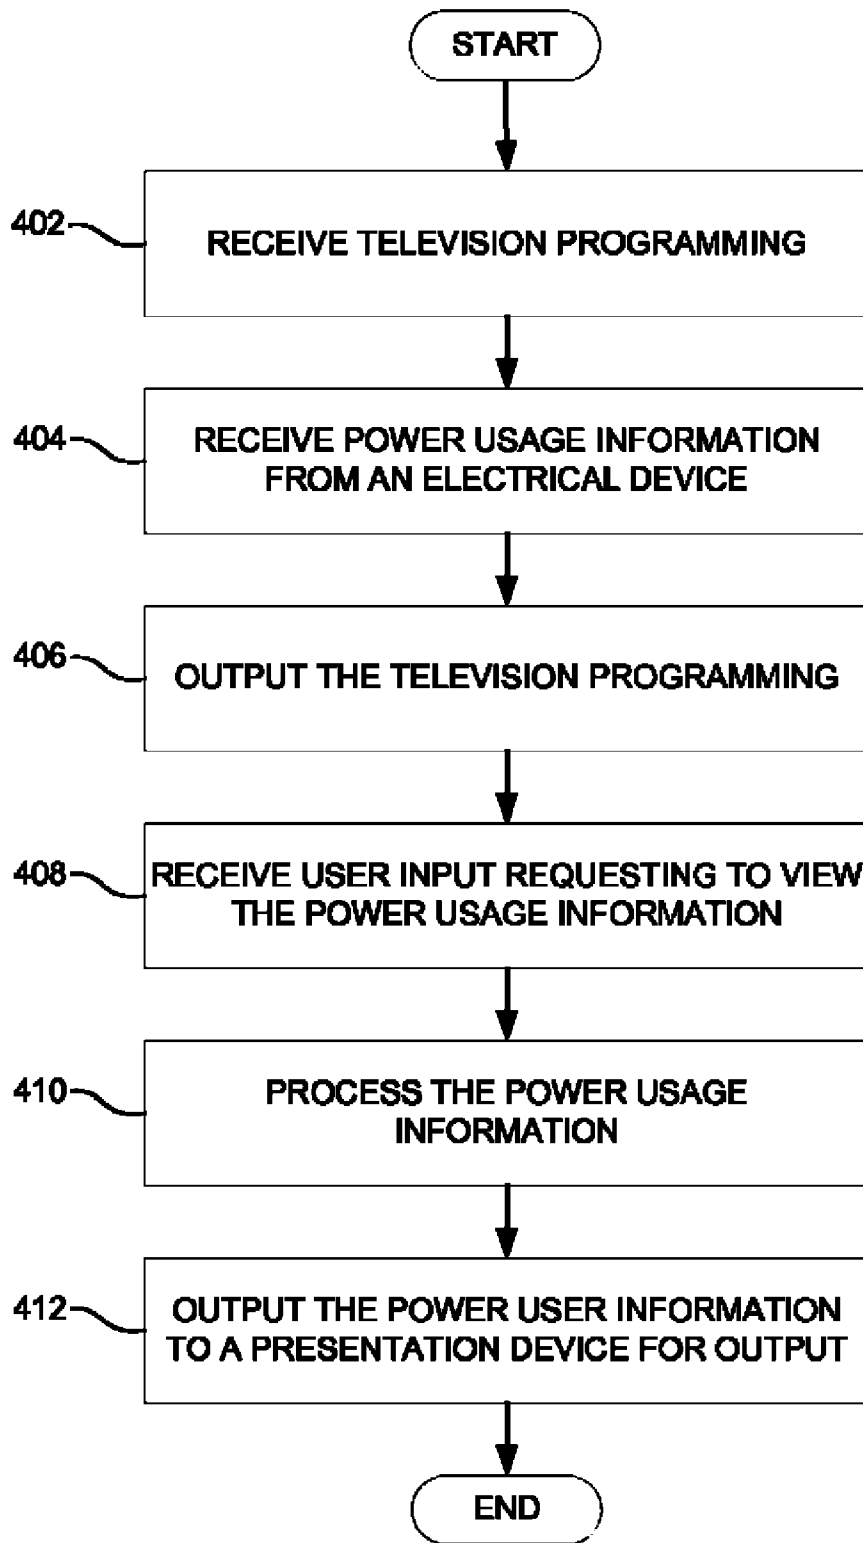 START
402
RECEIVE TELEVISION PROGRAMMING
404
RECEIVE POWER USAGE INFORMATION
FROM AN ELECTRICAL DEVICE
406
OUTPUT THE TELEVISION PROGRAMMING
408
RECEIVE USER INPUT REQUESTING TO VIEW
THE POWER USAGE INFORMATION
410
PROCESS THE POWER USAGE
INFORMATION
412
OUTPUT THE POWER USER INFORMATION
TO A PRESENTATION DEVICE FOR OUTPUT
END